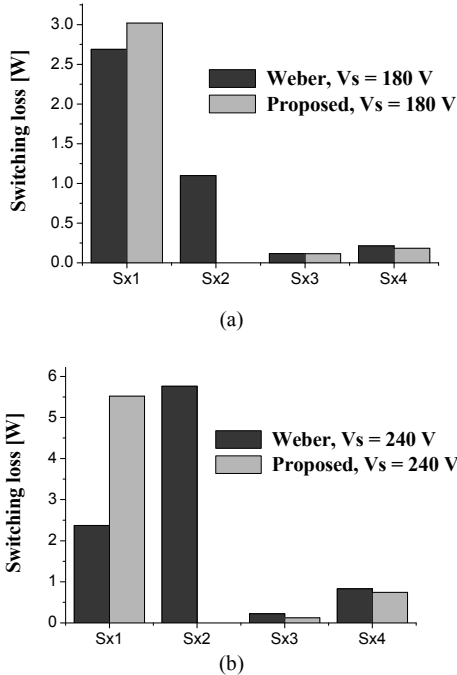 Switching loss [W]
3.0
2.5
2.0
1.5
1.0
0.5
0.0
Weber, Vs = 180 V
Proposed, Vs = 180 V
Sx1 Sx2 Sx3 Sx4
(a)
Switching loss [W]
6
5
4
3
2
1
0
Weber, Vs = 240 V
Proposed, Vs = 240 V
Sx1 Sx2 Sx3 Sx4
(b)